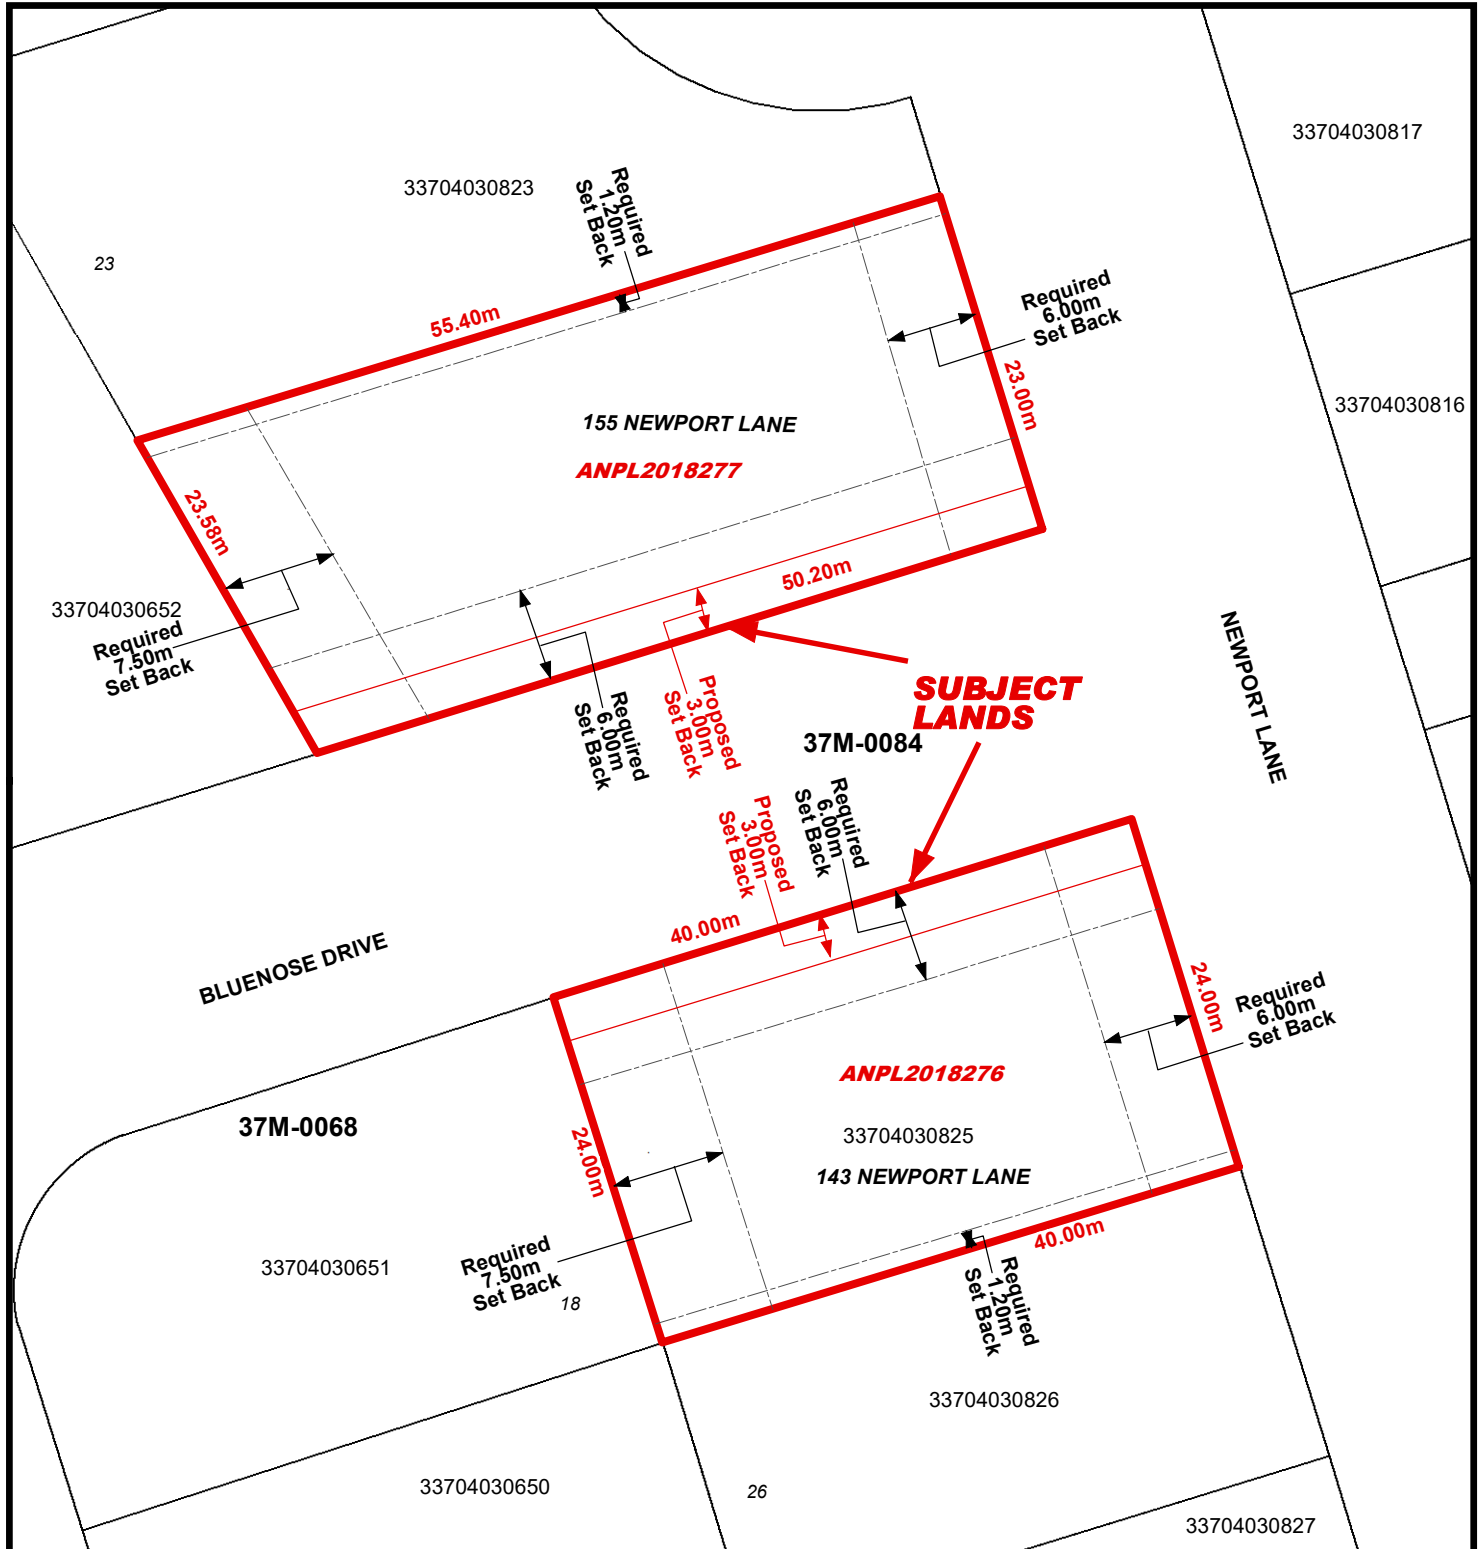 33704030817
33704030823
Required
1.20m
Set Back
23
Required
6.00m
Set Back
55.40m
23.00m
33704030816
155 NEWPORT LANE
ANPL2018277
23.58m
50.20m
33704030652
Required
7.50m
Set Back
NEWPORT LANE
SUBJECT
LANDS
Required
6.00m
Set Back
Proposed
3.00m
Set Back
37M-0084
Proposed
3.00m
Set Back
Required
6.00m
Set Back
40.00m
BLUENOSE DRIVE
24.00m
Required
6.00m
Set Back
ANPL2018276
37M-0068
33704030825
24.00m
143 NEWPORT LANE
40.00m
33704030651
Required
7.50m
Set Back
18
Required
1.20m
Set Back
33704030826
33704030650
26
33704030827